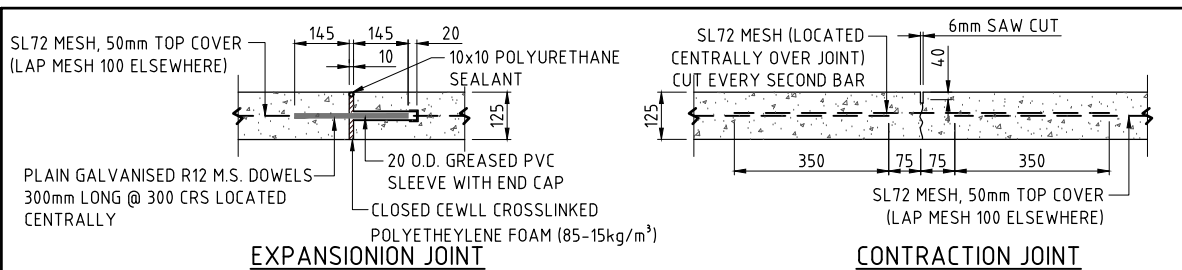 145 145 20
10
SL72 MESH, 50mm TOP COVER
(LAP MESH 100 ELSEWHERE)
10x10 POLYURETHANE
SEALANT
125
PLAIN GALVANISED R12 M.S. DOWELS
300mm LONG @ 300 CRS LOCATED
CENTRALLY
20 O.D. GREASED PVC
SLEEVE WITH END CAP
CLOSED CEWLL CROSSLINKED
POLYETHEYLENE FOAM (85-15kg/m³)
EXPANSIONION JOINT
6mm SAW CUT
SL72 MESH (LOCATED
CENTRALLY OVER JOINT)
CUT EVERY SECOND BAR
40
125
350 75 75 350
SL72 MESH, 50mm TOP COVER
(LAP MESH 100 ELSEWHERE)
CONTRACTION JOINT